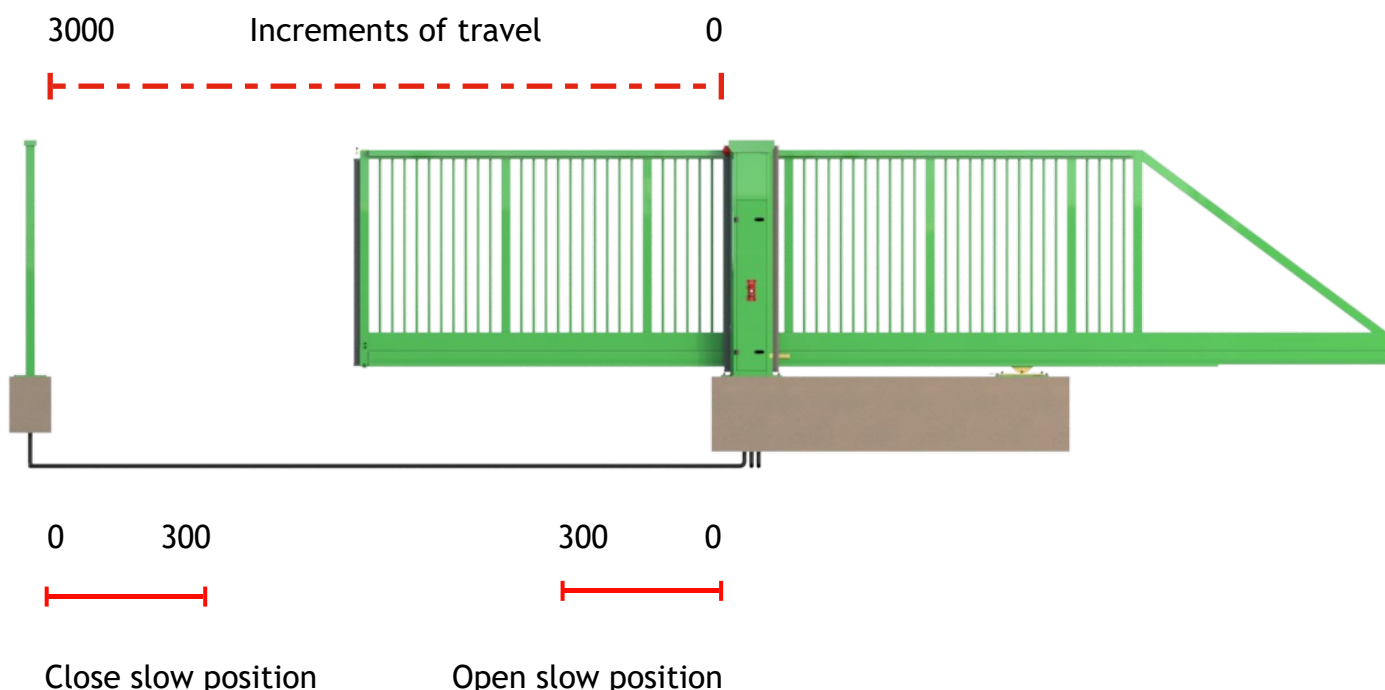 3000 Increments of travel 0
0 300 300 0
Close slow position Open slow position